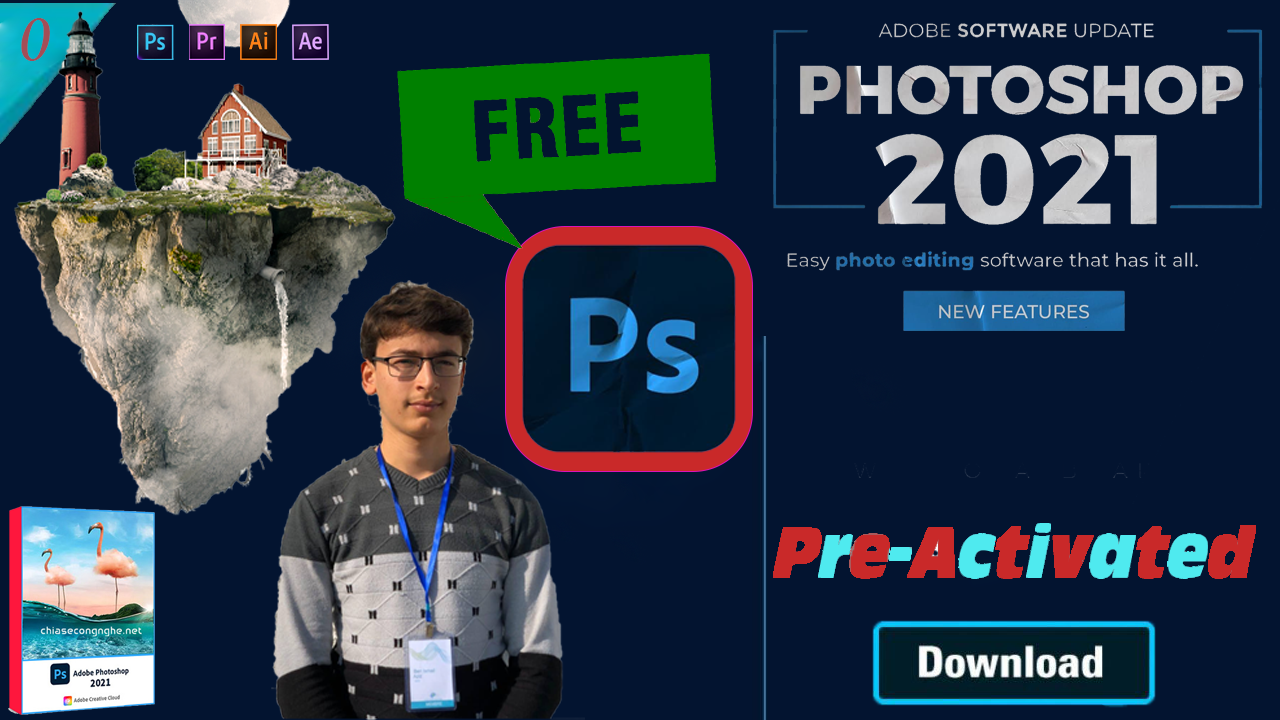 0
Ps Pr Ai Ae
FREE
Ps
ADOBE SOFTWARE UPDATE
PHOTOSHOP
2021
Easy photo editing software that has it all.
NEW FEATURES
Pre-Activated
Download
chiasecongnghe.net
Ps Adobe Photoshop
2021
Adobe Creative Cloud